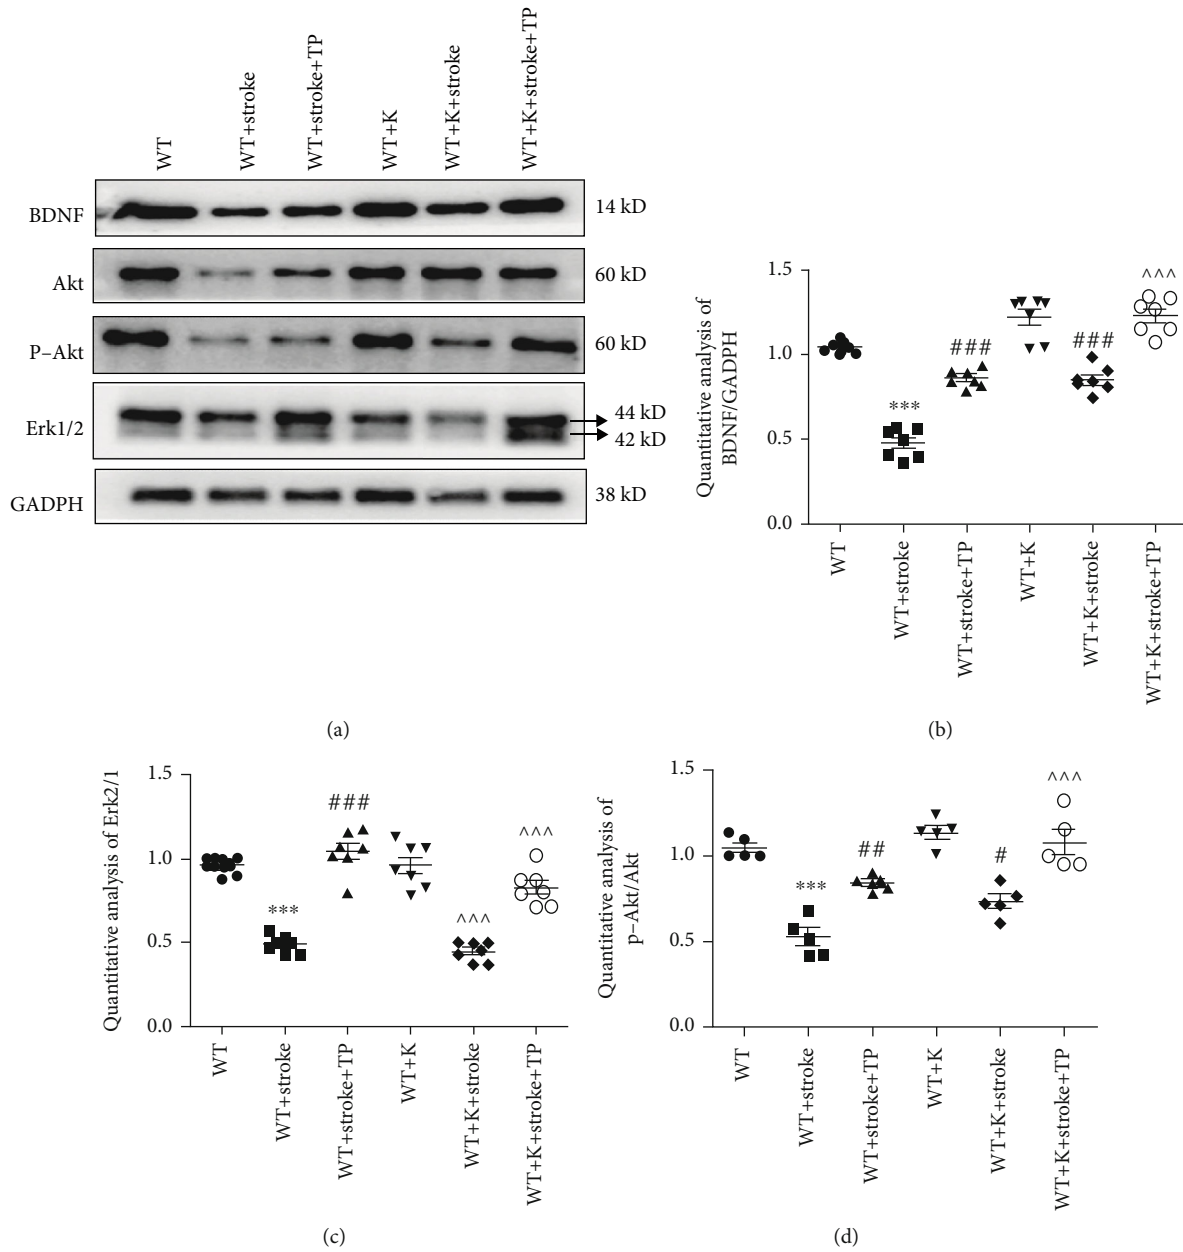 WT
WT+stroke
WT+stroke+TP
WT+K
WT+K+stroke
WT+K+stroke+TP
BDNF
14 kD
Akt
60 kD
P–Akt
60 kD
Erk1/2
44 kD
42 kD
GADPH
38 kD
(a)
Quantitative analysis of
BDNF/GADPH
1.5
1.0
0.5
0.0
***
###
###
^^^
WT
WT+stroke
WT+stroke+TP
WT+K
WT+K+stroke
WT+K+stroke+TP
(b)
Quantitative analysis of Erk2/1
1.5
1.0
0.5
0.0
***
###
^^^
^^^
WT
WT+stroke
WT+stroke+TP
WT+K
WT+K+stroke
WT+K+stroke+TP
(c)
Quantitative analysis of
p–Akt/Akt
1.5
1.0
0.5
0.0
***
##
#
^^^
WT
WT+stroke
WT+stroke+TP
WT+K
WT+K+stroke
WT+K+stroke+TP
(d)